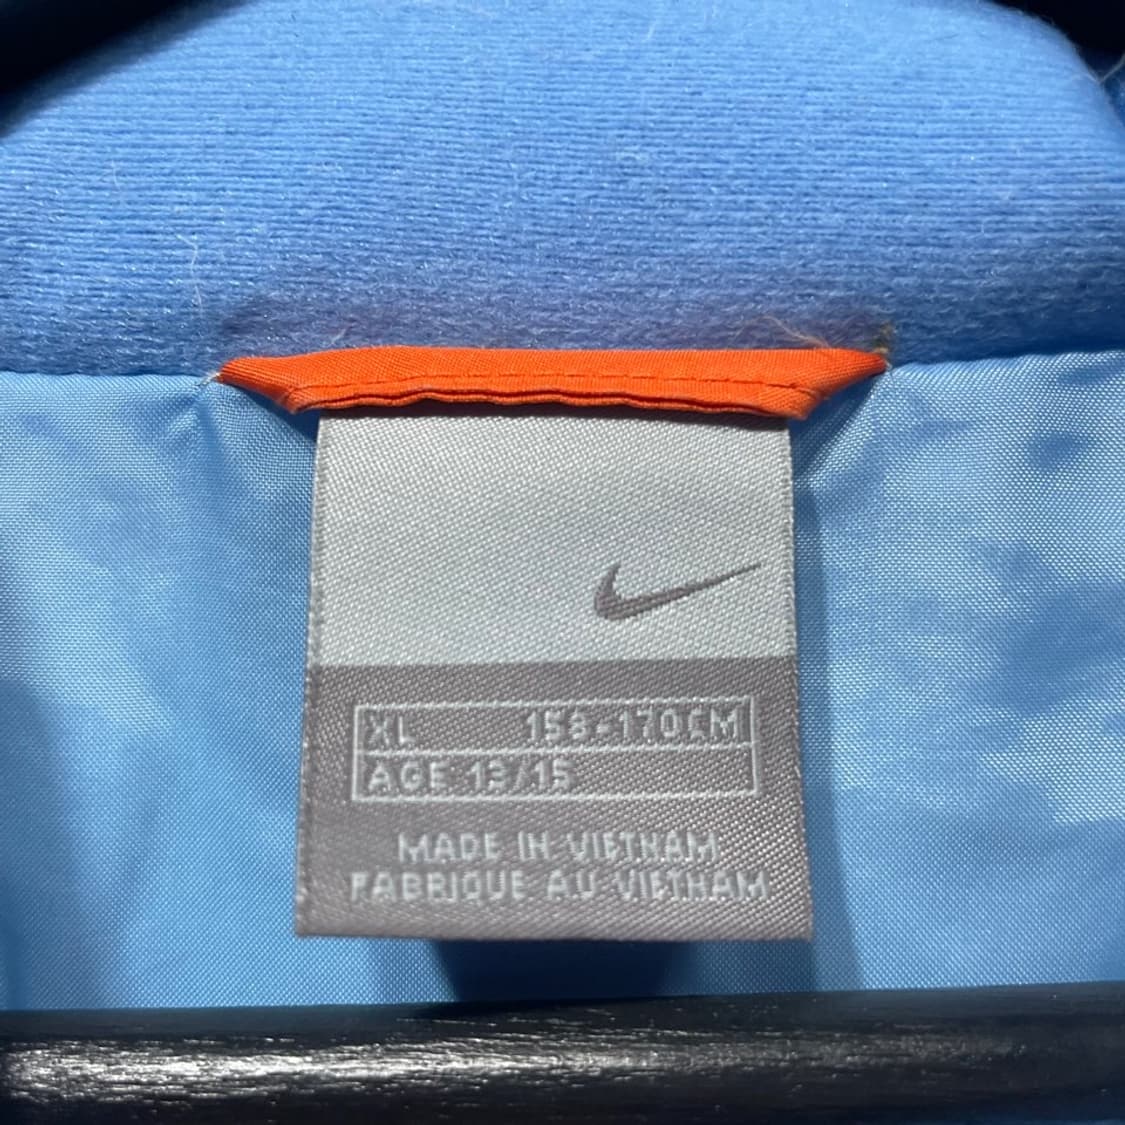 XL 158-170CM
AGE 13/15
MADE IN VIETNAM
FABRIQUE AU VIETNAM